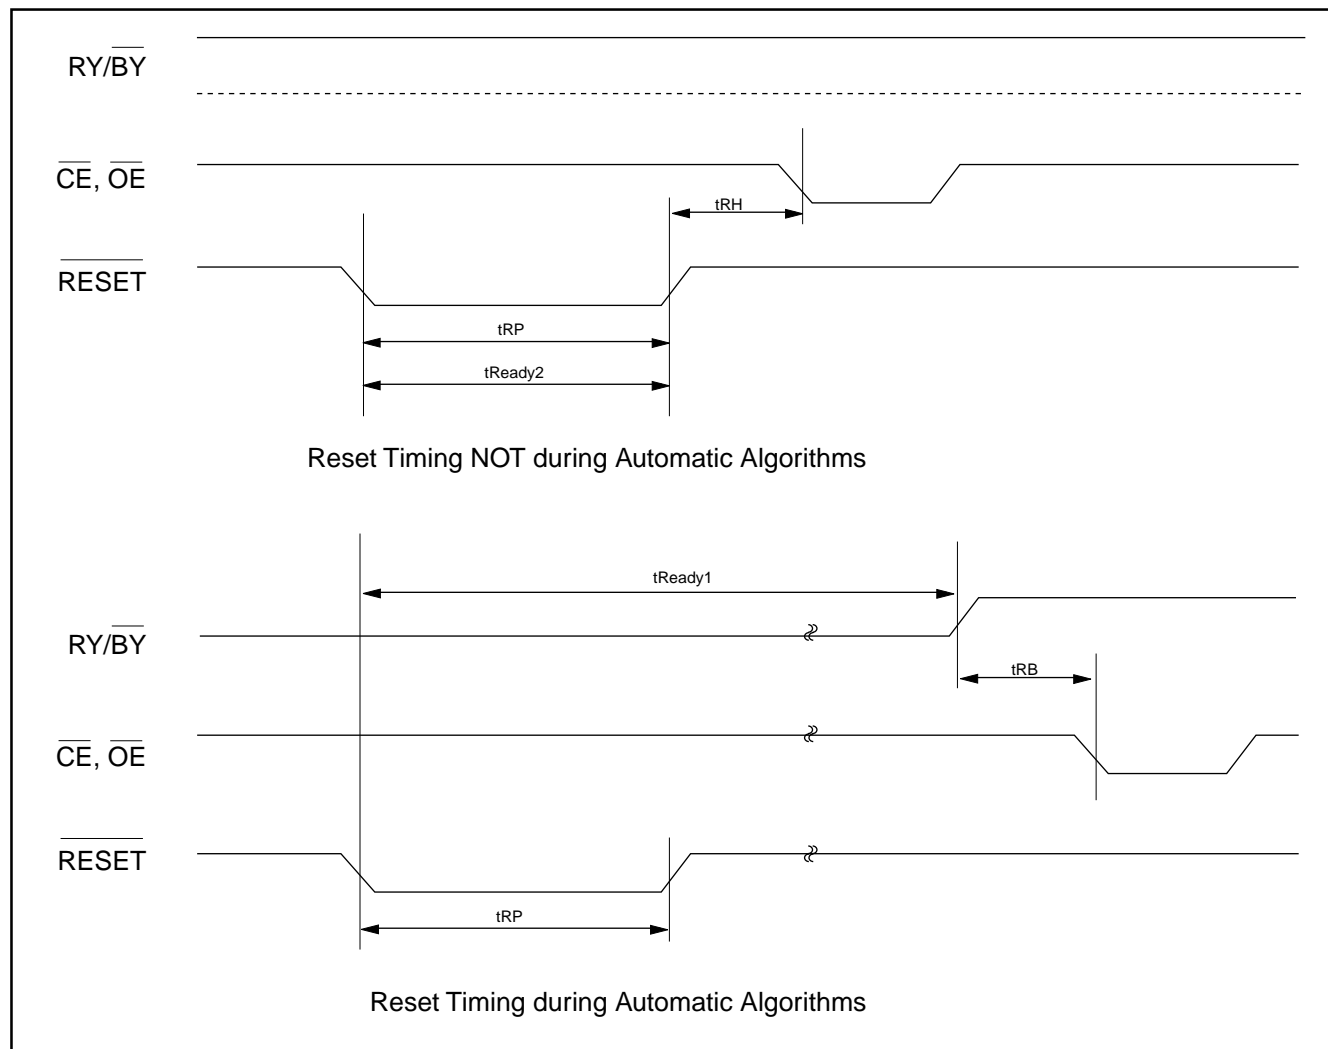 RY/BY
CE, OE
tRH
RESET
tRP
tReady2
Reset Timing NOT during Automatic Algorithms
tReady1
RY/BY
tRB
CE, OE
RESET
tRP
Reset Timing during Automatic Algorithms